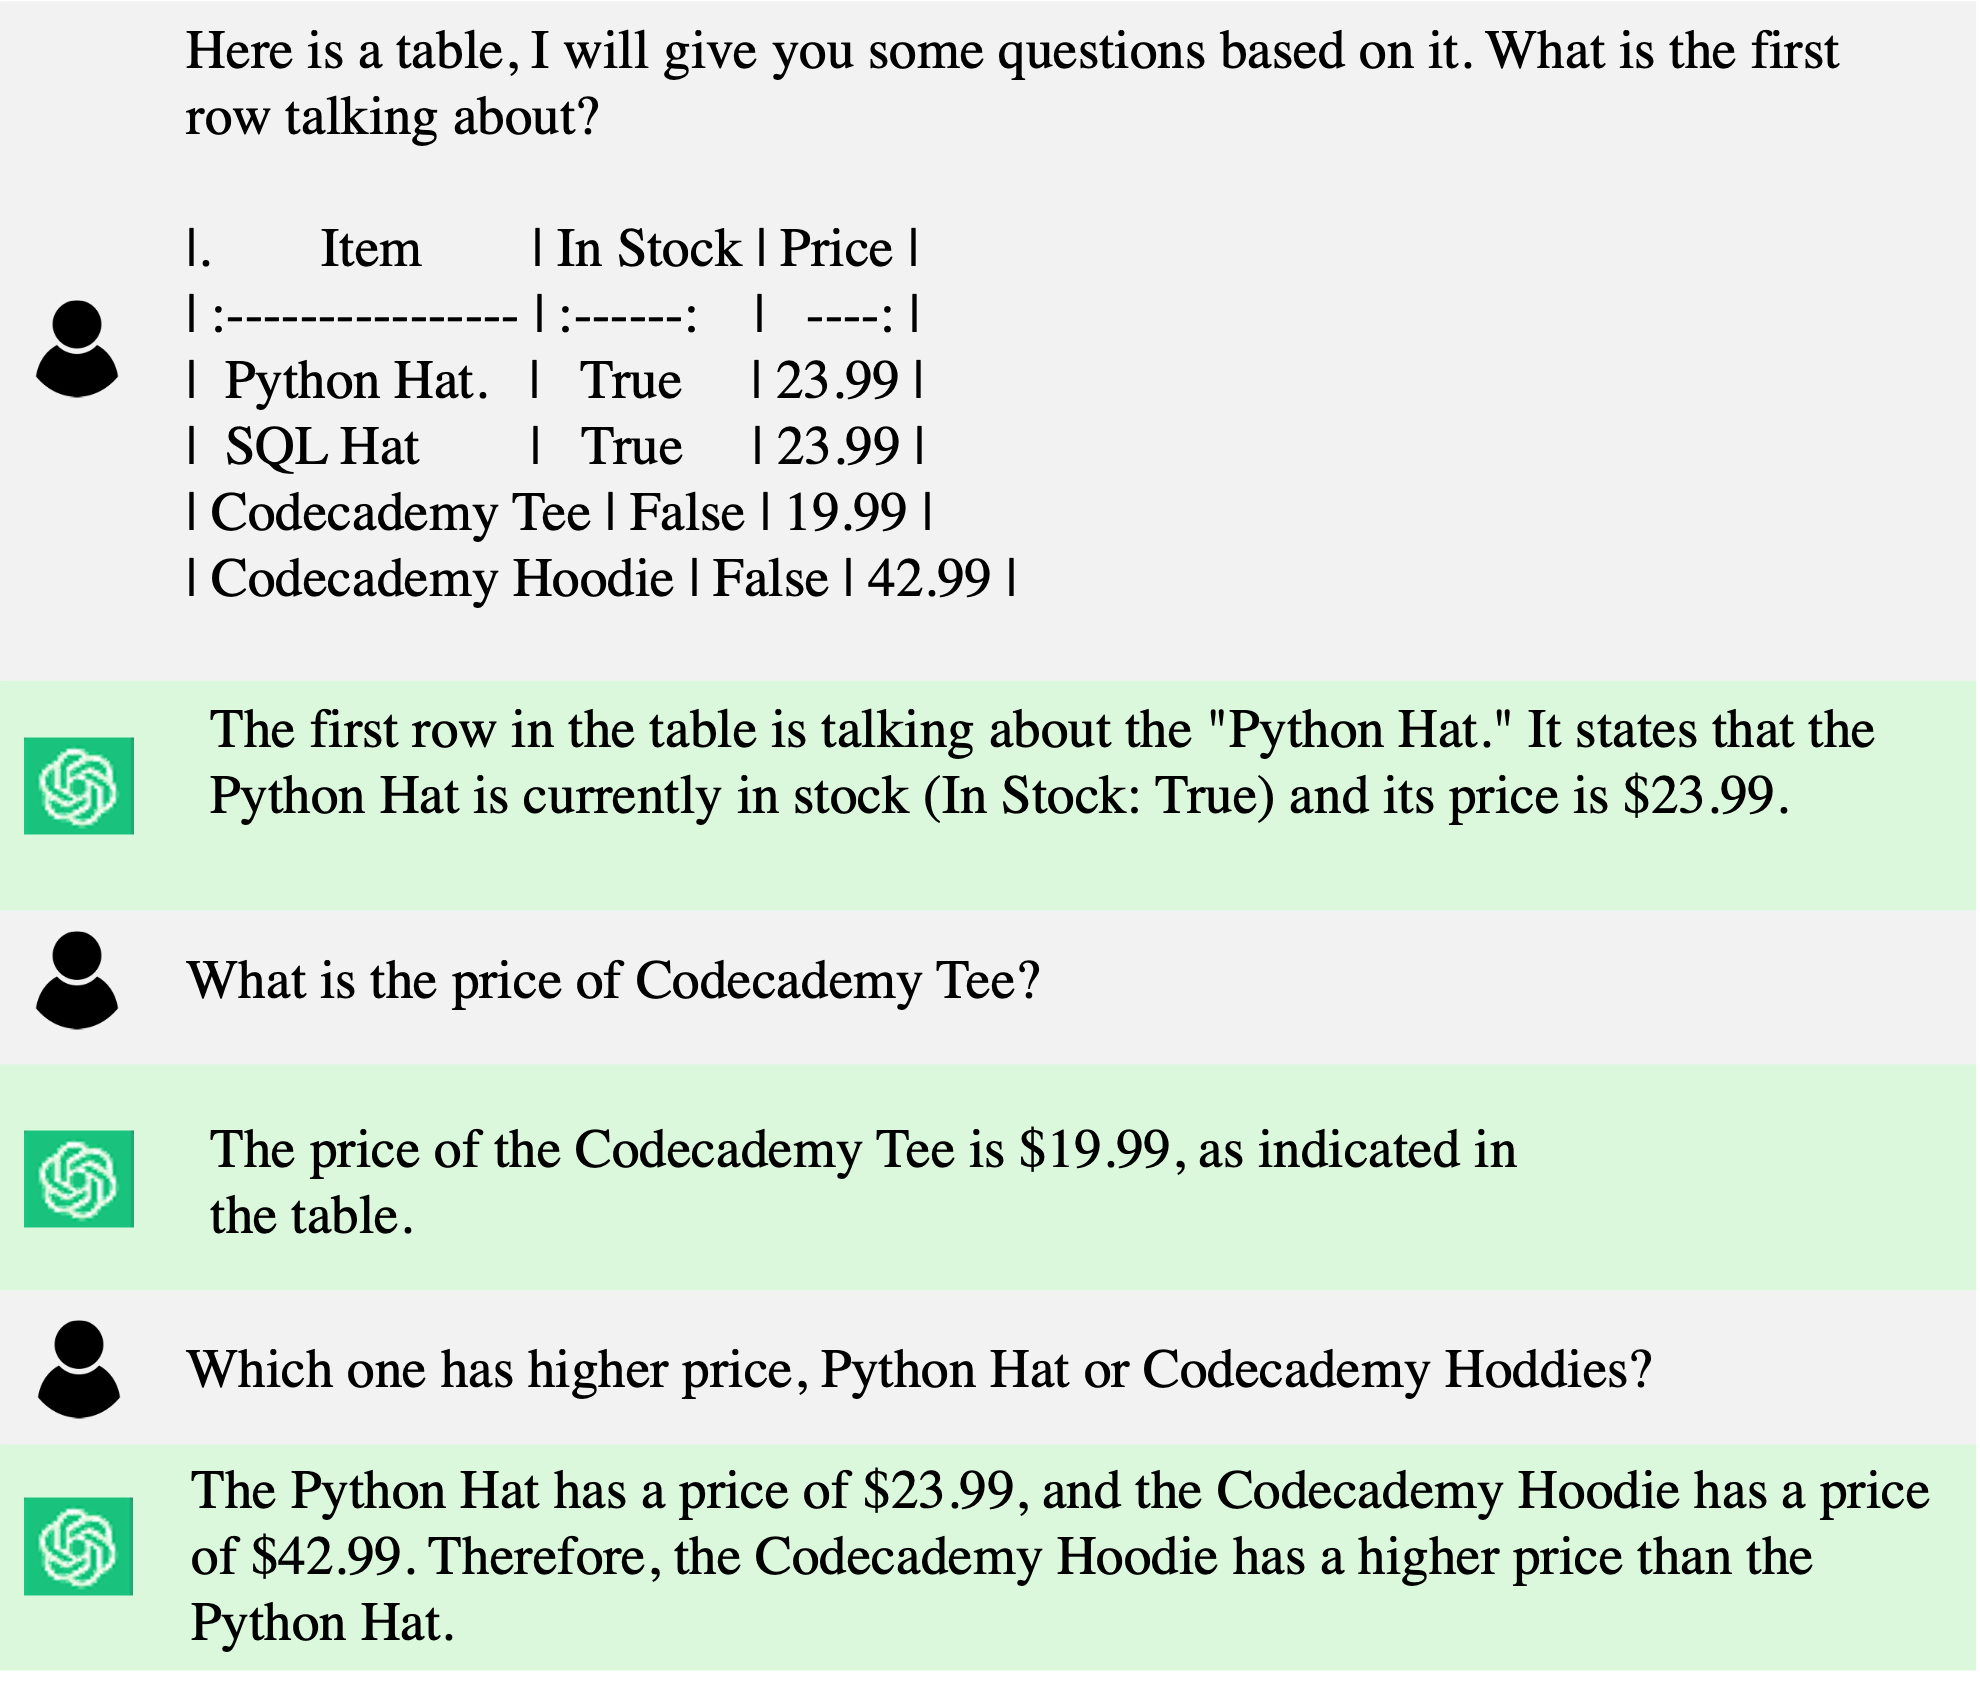 Here is a table, I will give you some questions based on it. What is the first
row talking about?
|. Item | In Stock | Price |
| :---------------- | :------: | ----: |
| Python Hat. | True | 23.99 |
| SQL Hat | True | 23.99 |
| Codecademy Tee | False | 19.99 |
| Codecademy Hoodie | False | 42.99 |
The first row in the table is talking about the "Python Hat." It states that the
Python Hat is currently in stock (In Stock: True) and its price is $23.99.
What is the price of Codecademy Tee?
The price of the Codecademy Tee is $19.99, as indicated in
the table.
Which one has higher price, Python Hat or Codecademy Hoddies?
The Python Hat has a price of $23.99, and the Codecademy Hoodie has a price
of $42.99. Therefore, the Codecademy Hoodie has a higher price than the
Python Hat.